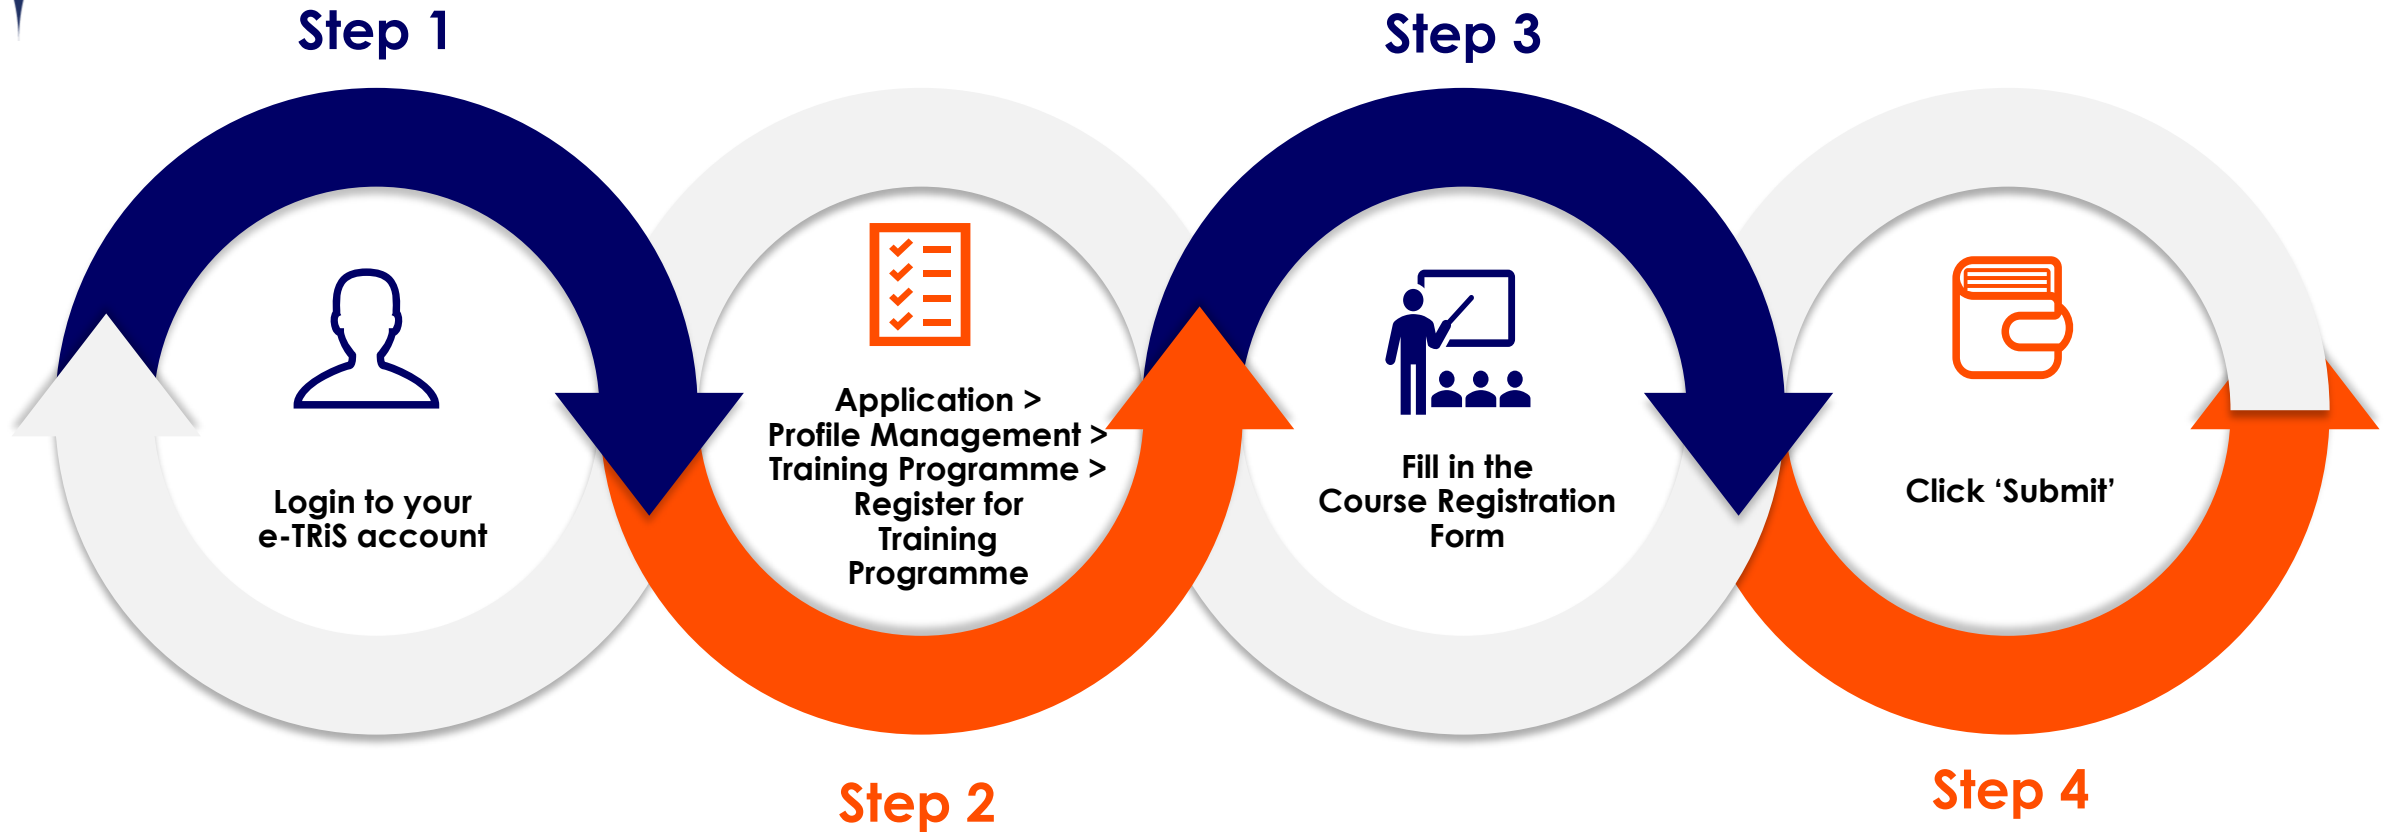 Step 1
Login to your
e-TRiS account
Step 2
Application >
Profile Management >
Training Programme >
Register for
Training
Programme
Step 3
Fill in the
Course Registration
Form
Step 4
Click ‘Submit’